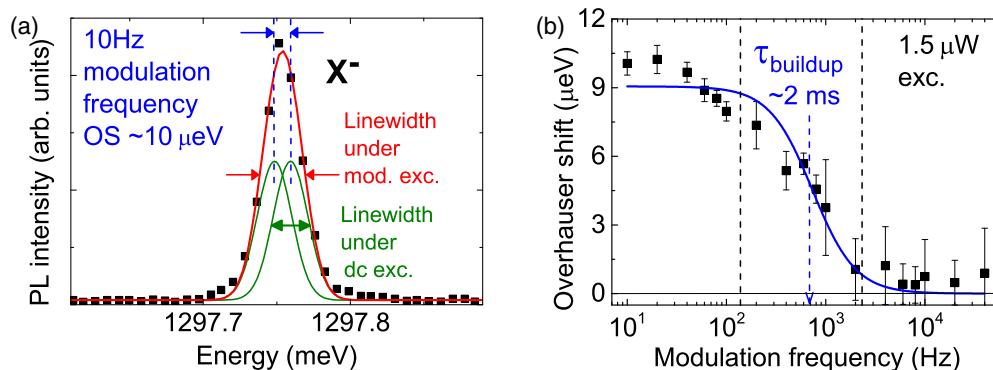 (a)
10Hz
modulation
frequency
OS ~10 μeV
X⁻
Linewidth
under
mod. exc.
Linewidth
under
dc exc.
PL intensity (arb. units)
1297.7
1297.8
Energy (meV)
(b)
12
9
6
3
0
Overhauser shift (μeV)
τbuildup
~2 ms
1.5 μW
exc.
10¹
10²
10³
10⁴
Modulation frequency (Hz)